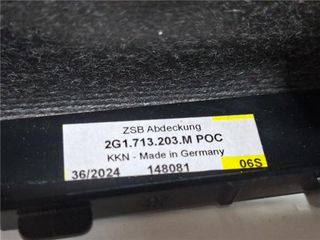 ZSB Abdeckung
2G1.713.203.M POC
KKN - Made in Germany
36/2024 148081 06S